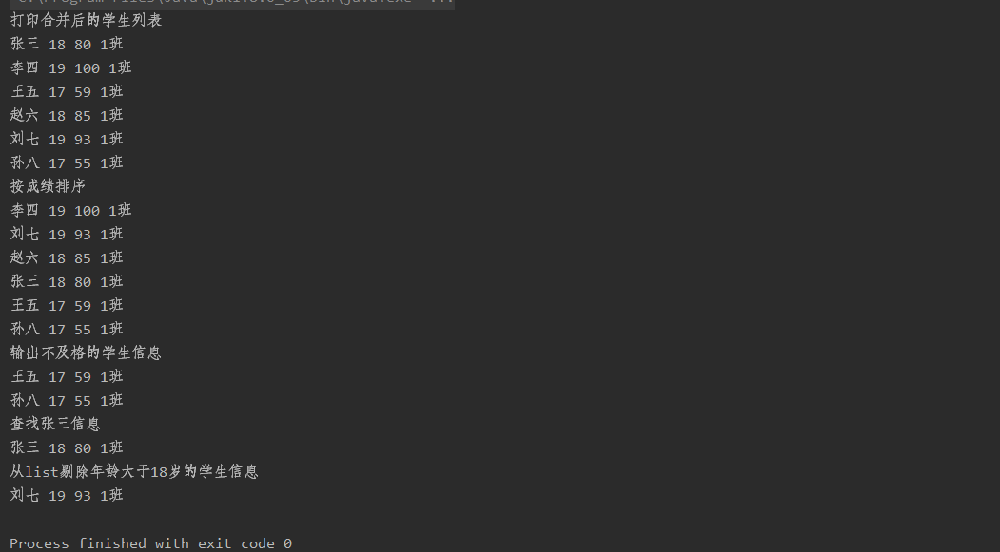 打印合并后的学生列表
张三 18 80 1班
李四 19 100 1班
王五 17 59 1班
赵六 18 85 1班
刘七 19 93 1班
孙八 17 55 1班
按成绩排序
李四 19 100 1班
刘七 19 93 1班
赵六 18 85 1班
张三 18 80 1班
王五 17 59 1班
孙八 17 55 1班
输出不及格的学生信息
王五 17 59 1班
孙八 17 55 1班
查找张三信息
张三 18 80 1班
从list剔除年龄大于18岁的学生信息
刘七 19 93 1班
Process finished with exit code 0